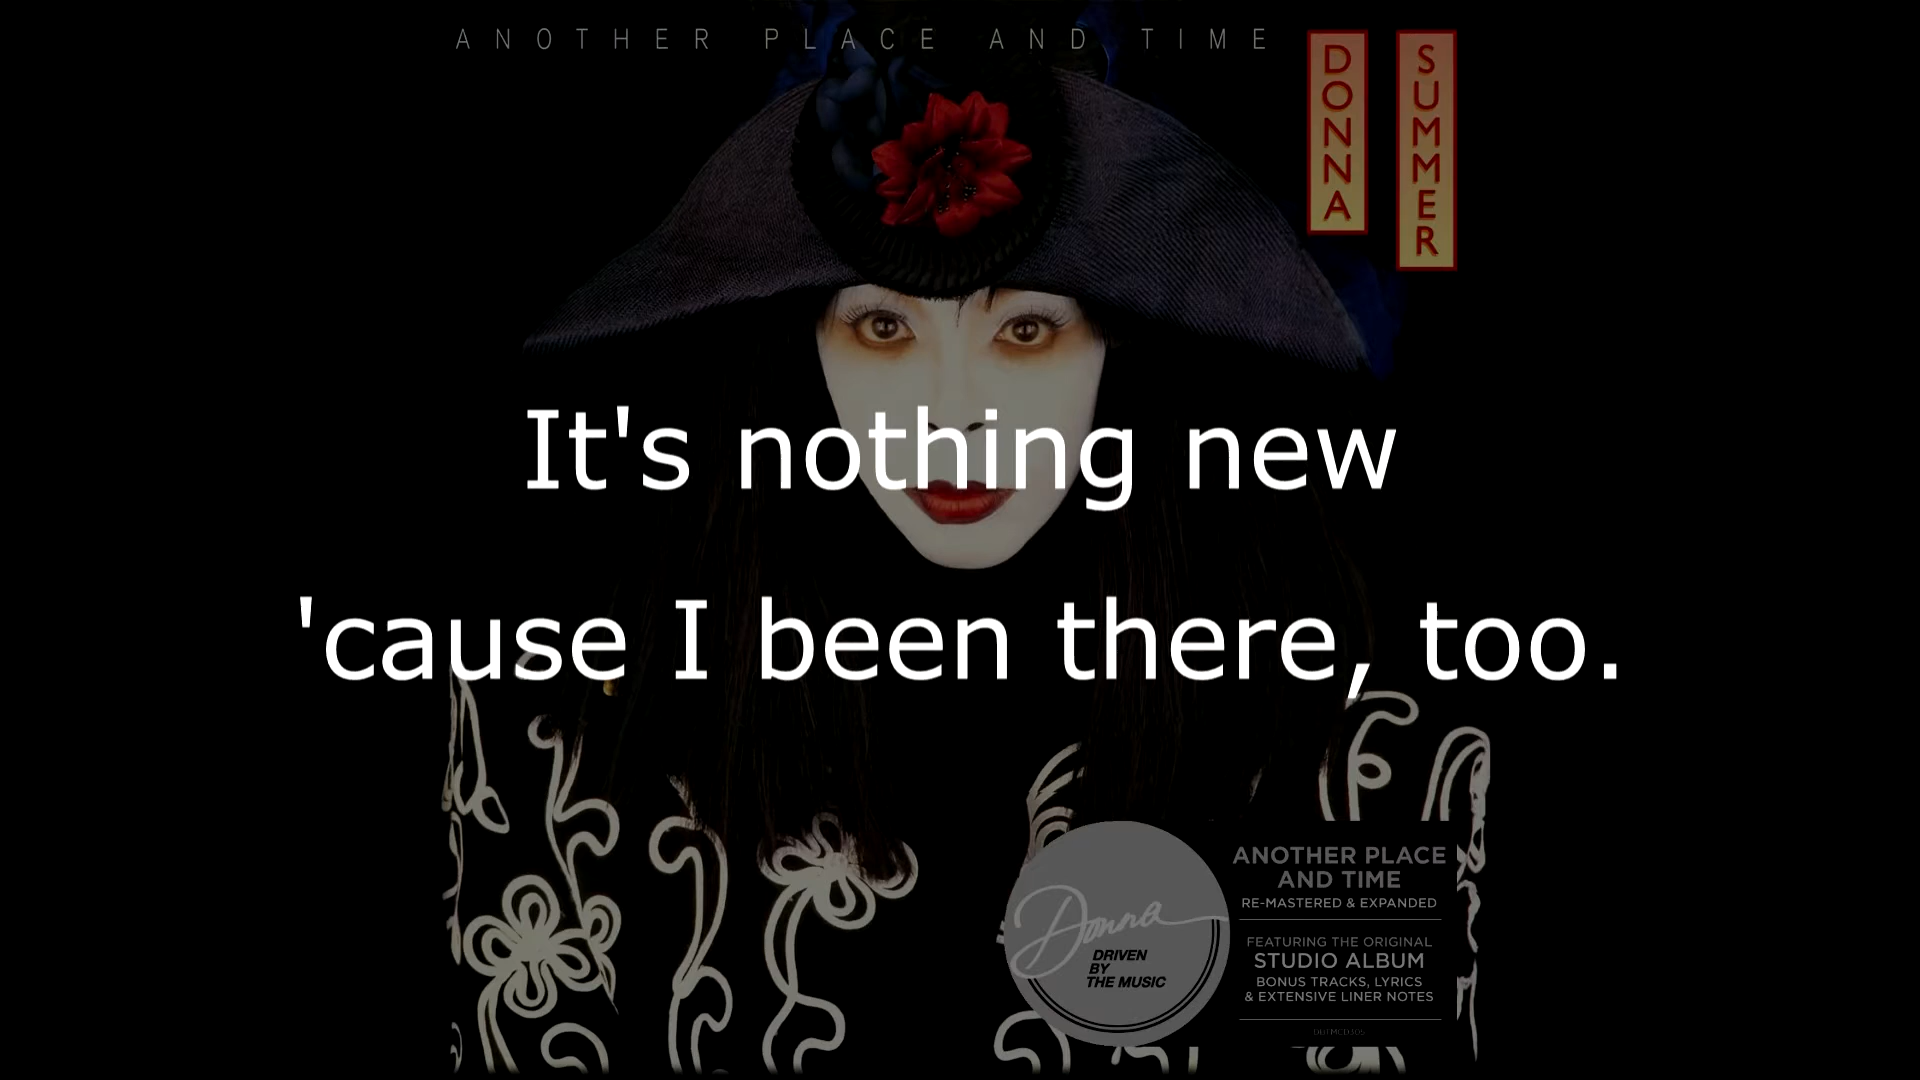 ANOTHER PLACE AND TIME
DONNA
SUMMER
It's nothing new
'cause I been there, too.
Donna
DRIVEN
BY
THE MUSIC
ANOTHER PLACE
AND TIME
RE-MASTERED & EXPANDED
FEATURING THE ORIGINAL
STUDIO ALBUM
BONUS TRACKS, LYRICS
& EXTENSIVE LINER NOTES